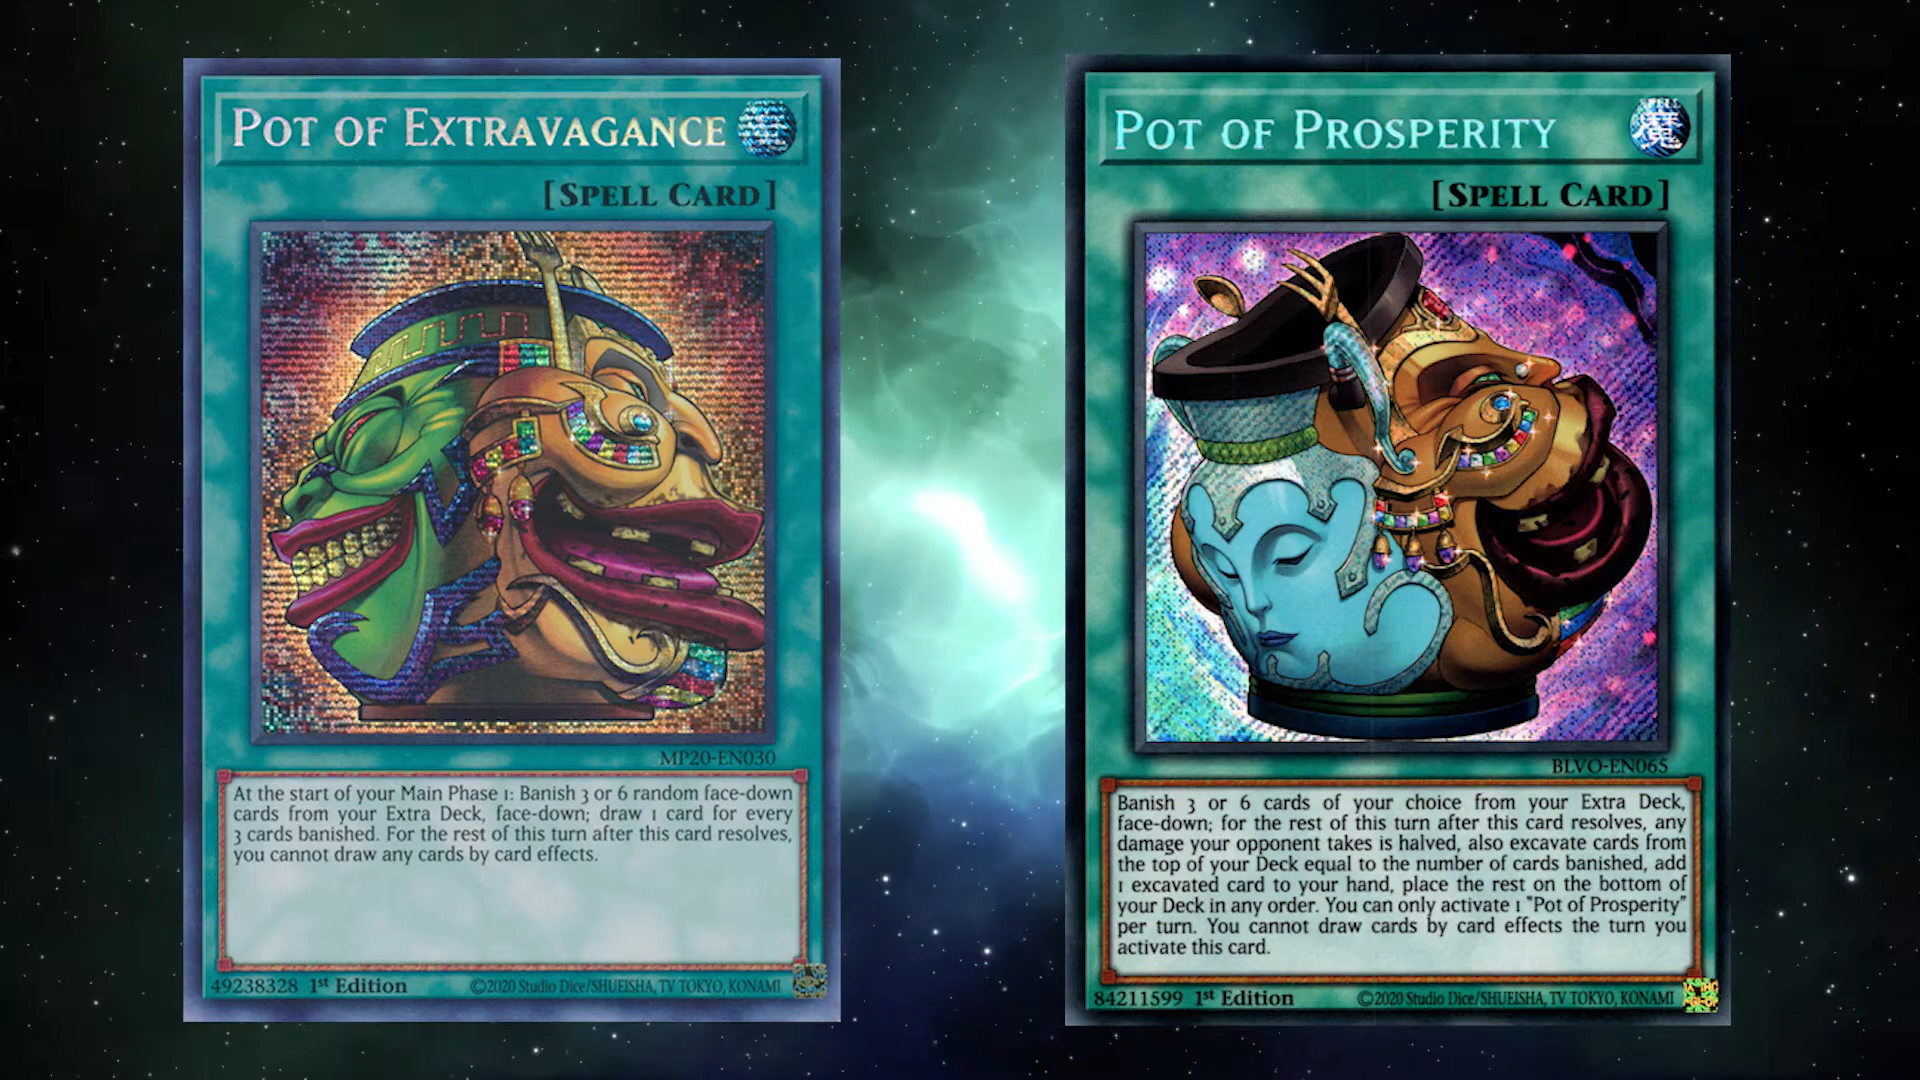 Pot of Extravagance
[Spell Card]
MP20-EN030
At the start of your Main Phase 1: Banish 3 or 6 random face-down
cards from your Extra Deck, face-down; draw 1 card for every
3 cards banished. For the rest of this turn after this card resolves,
you cannot draw any cards by card effects.
49238328 1st Edition ©2020 Studio Dice/SHUEISHA, TV TOKYO, KONAMI
Pot of Prosperity
SPELL
魔
[Spell Card]
BLVO-EN065
Banish 3 or 6 cards of your choice from your Extra Deck,
face-down; for the rest of this turn after this card resolves, any
damage your opponent takes is halved, also excavate cards from
the top of your Deck equal to the number of cards banished, add
1 excavated card to your hand, place the rest on the bottom of
your Deck in any order. You can only activate 1 "Pot of Prosperity"
per turn. You cannot draw cards by card effects the turn you
activate this card.
84211599 1st Edition ©2020 Studio Dice/SHUEISHA, TV TOKYO, KONAMI